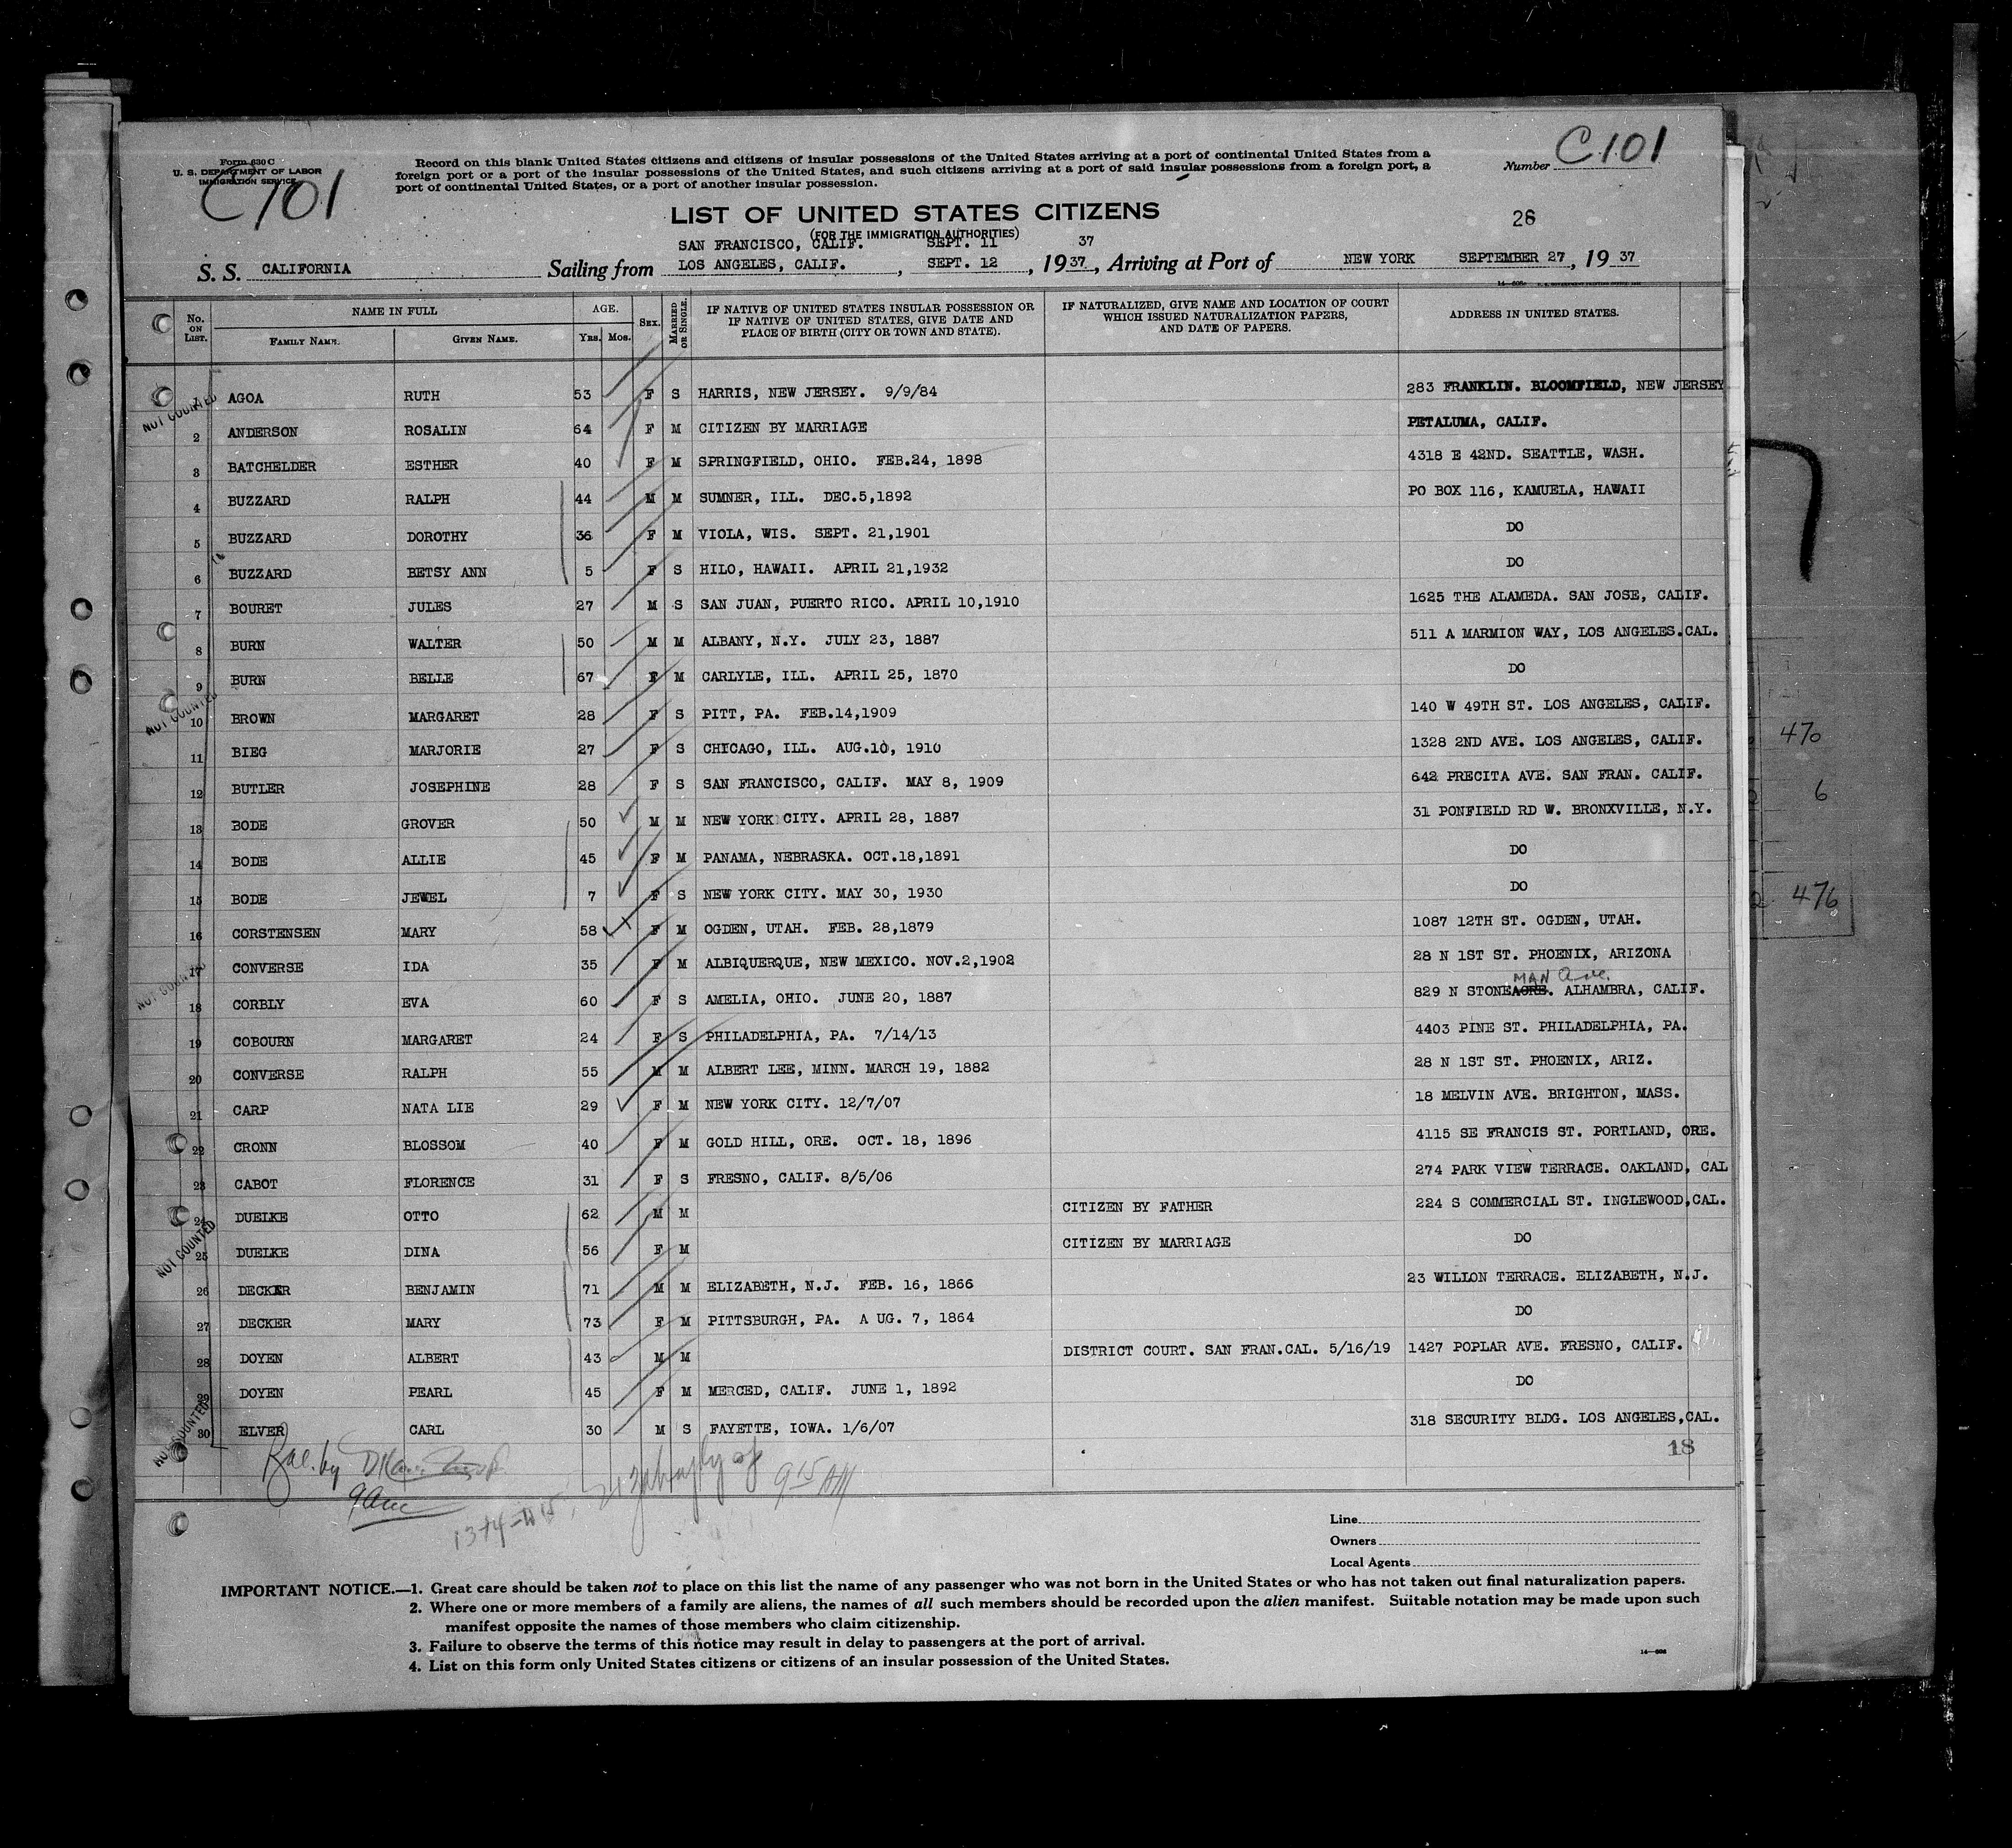 C101
Form 630 C
U. S. DEPARTMENT OF LABOR
IMMIGRATION SERVICE
C 101
Record on this blank United States citizens and citizens of insular possessions of the United States arriving at a port of continental United States from a
foreign port or a port of the insular possessions of the United States, and such citizens arriving at a port of said insular possessions from a foreign port, a
port of continental United States, or a port of another insular possession.
Number
LIST OF UNITED STATES CITIZENS
(FOR THE IMMIGRATION AUTHORITIES)
28
SAN FRANCISCO, CALIF. SEPT. 11 37
S. S. CALIFORNIA Sailing from LOS ANGELES, CALIF. , SEPT. 12 , 1937 , Arriving at Port of NEW YORK SEPTEMBER 27 , 19 37
No. ON LIST. NAME IN FULL FAMILY NAME. GIVEN NAME. AGE. YRS. MOS. SEX. MARRIED OR SINGLE. IF NATIVE OF UNITED STATES INSULAR POSSESSION OR IF NATIVE OF UNITED STATES, GIVE DATE AND PLACE OF BIRTH (CITY OR TOWN AND STATE). IF NATURALIZED, GIVE NAME AND LOCATION OF COURT WHICH ISSUED NATURALIZATION PAPERS, AND DATE OF PAPERS. ADDRESS IN UNITED STATES.
NOT COUNTED
1 AGOA RUTH 53 F S HARRIS, NEW JERSEY. 9/9/84 283 FRANKLIN. BLOOMFIELD, NEW JERSEY
2 ANDERSON ROSALIN 64 F M CITIZEN BY MARRIAGE PETALUMA, CALIF.
3 BATCHELDER ESTHER 40 F M SPRINGFIELD, OHIO. FEB.24, 1898 4318 E 42ND. SEATTLE, WASH.
4 BUZZARD RALPH 44 M M SUMNER, ILL. DEC.5,1892 PO BOX 116, KAMUELA, HAWAII
5 BUZZARD DOROTHY 36 F M VIOLA, WIS. SEPT. 21,1901 DO
6 BUZZARD BETSY ANN 5 F S HILO, HAWAII. APRIL 21,1932 DO
7 BOURET JULES 27 M S SAN JUAN, PUERTO RICO. APRIL 10,1910 1625 THE ALAMEDA. SAN JOSE, CALIF.
8 BURN WALTER 50 M M ALBANY, N.Y. JULY 23, 1887 511 A MARMION WAY, LOS ANGELES.CAL.
9 BURN BELLE 67 F M CARLYLE, ILL. APRIL 25, 1870 DO
NOT COUNTED
10 BROWN MARGARET 28 F S PITT, PA. FEB.14,1909 140 W 49TH ST. LOS ANGELES, CALIF.
11 BIEG MARJORIE 27 F S CHICAGO, ILL. AUG.10, 1910 1328 2ND AVE. LOS ANGELES, CALIF.
12 BUTLER JOSEPHINE 28 F S SAN FRANCISCO, CALIF. MAY 8, 1909 642 PRECITA AVE. SAN FRAN. CALIF.
13 BODE GROVER 50 M M NEW YORK CITY. APRIL 28, 1887 31 PONFIELD RD W. BRONXVILLE, N.Y.
14 BODE ALLIE 45 F M PANAMA, NEBRASKA. OCT.18,1891 DO
15 BODE JEWEL 7 F S NEW YORK CITY. MAY 30, 1930 DO
16 CORSTENSEN MARY 58 F M OGDEN, UTAH. FEB. 28,1879 1087 12TH ST. OGDEN, UTAH.
NOT COUNTED
17 CONVERSE IDA 35 F M ALBIQUERQUE, NEW MEXICO. NOV.2,1902 28 N 1ST ST. PHOENIX, ARIZONA
MAN Ave.
18 CORBLY EVA 60 F S AMELIA, OHIO. JUNE 20, 1887 829 N STONEACRE. ALHAMBRA, CALIF.
19 COBOURN MARGARET 24 F S PHILADELPHIA, PA. 7/14/13 4403 PINE ST. PHILADELPHIA, PA.
20 CONVERSE RALPH 55 M M ALBERT LEE, MINN. MARCH 19, 1882 28 N 1ST ST. PHOENIX, ARIZ.
21 CARP NATA LIE 29 F M NEW YORK CITY. 12/7/07 18 MELVIN AVE. BRIGHTON, MASS.
22 CRONN BLOSSOM 40 F M GOLD HILL, ORE. OCT. 18, 1896 4115 SE FRANCIS ST. PORTLAND, ORE.
23 CABOT FLORENCE 31 F S FRESNO, CALIF. 8/5/06 274 PARK VIEW TERRACE. OAKLAND, CAL
24 DUELKE OTTO 62 M M CITIZEN BY FATHER 224 S COMMERCIAL ST. INGLEWOOD,CAL.
NOT COUNTED
25 DUELKE DINA 56 F M CITIZEN BY MARRIAGE DO
26 DECKER BENJAMIN 71 M M ELIZABETH, N.J. FEB. 16, 1866 23 WILLON TERRACE. ELIZABETH, N.J.
27 DECKER MARY 73 F M PITTSBURGH, PA. A UG. 7, 1864 DO
28 DOYEN ALBERT 43 M M DISTRICT COURT. SAN FRAN.CAL. 5/16/19 1427 POPLAR AVE. FRESNO, CALIF.
29 DOYEN PEARL 45 F M MERCED, CALIF. JUNE 1, 1892 DO
NOT COUNTED
30 ELVER CARL 30 M S FAYETTE, IOWA. 1/6/07 318 SECURITY BLDG. LOS ANGELES,CAL.
18
by
9am
9 15 AM
470
6
476
Line
Owners
Local Agents
IMPORTANT NOTICE.—1. Great care should be taken not to place on this list the name of any passenger who was not born in the United States or who has not taken out final naturalization papers.
2. Where one or more members of a family are aliens, the names of all such members should be recorded upon the alien manifest. Suitable notation may be made upon such
manifest opposite the names of those members who claim citizenship.
3. Failure to observe the terms of this notice may result in delay to passengers at the port of arrival.
4. List on this form only United States citizens or citizens of an insular possession of the United States.